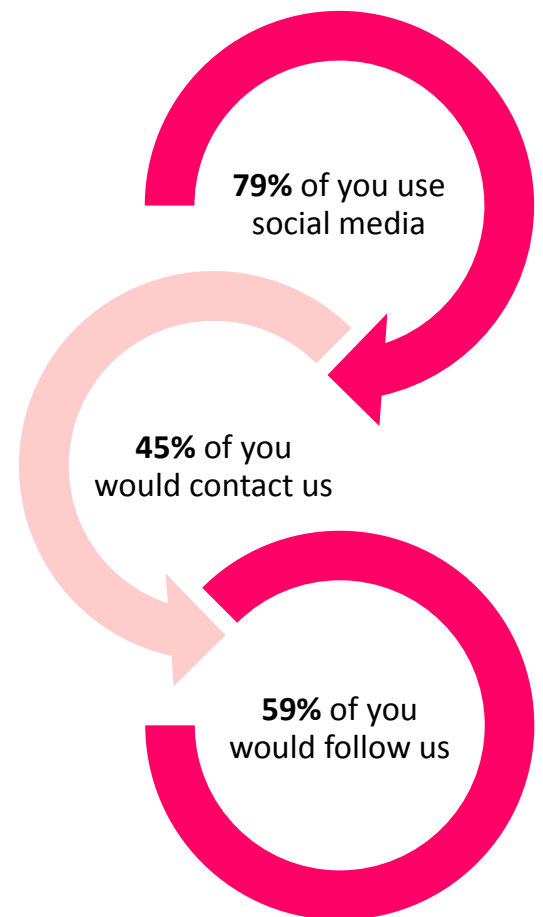 79% of you use
social media
45% of you
would contact us
59% of you
would follow us